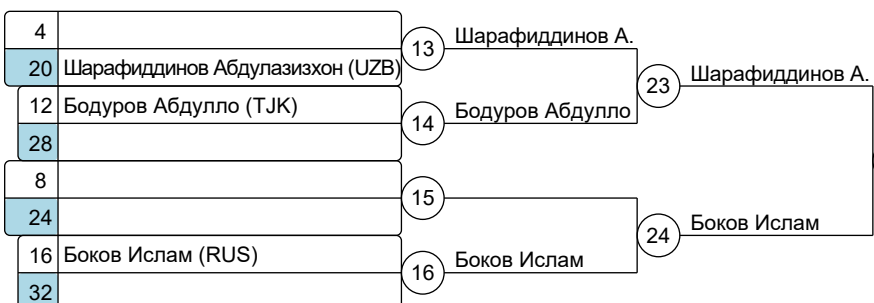 4
20 Шарафиддинов Абдулазизхон (UZB)
12 Бодуров Абдулло (TJK)
28
8
24
16 Боков Ислам (RUS)
32
13
Шарафиддинов А.
14
Бодуров Абдулло
15
16
Боков Ислам
23
Шарафиддинов А.
24
Боков Ислам